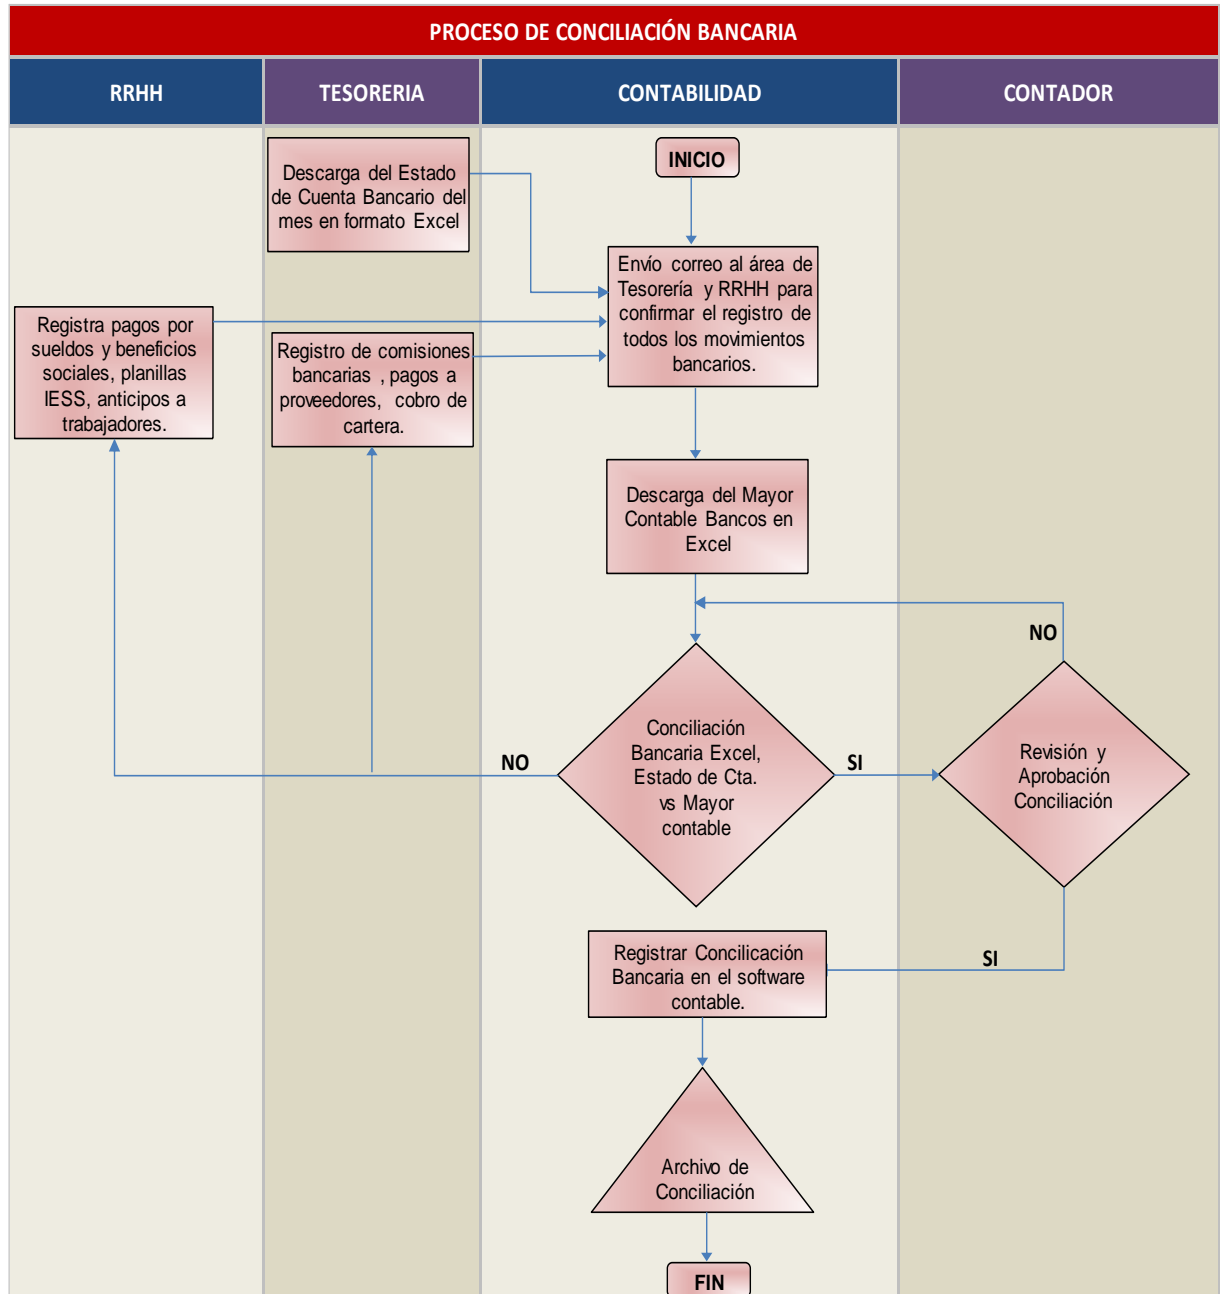 PROCESO DE CONCILIACIÓN BANCARIA
RRHH
TESORERIA
CONTABILIDAD
CONTADOR
Descarga del Estado
de Cuenta Bancario del
mes en formato Excel
INICIO
Envío correo al área de
Tesorería y RRHH para
confirmar el registro de
todos los movimientos
bancarios.
Registra pagos por
sueldos y beneficios
sociales, planillas
IESS, anticipos a
trabajadores.
Registro de comisiones
bancarias , pagos a
proveedores, cobro de
cartera.
Descarga del Mayor
Contable Bancos en
Excel
NO
Conciliación
Bancaria Excel,
Estado de Cta.
vs Mayor
contable
NO
SI
Revisión y
Aprobación
Conciliación
Registrar Concilicación
Bancaria en el software
contable.
SI
Archivo de
Conciliación
FIN